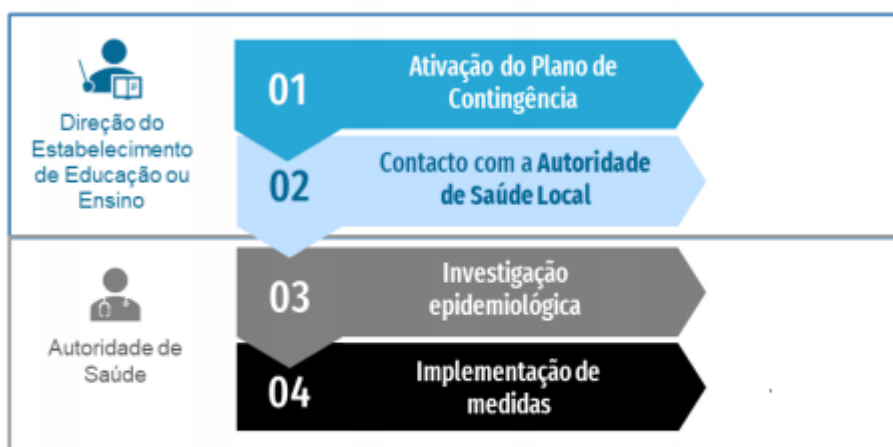 Direção do
Estabelecimento
de Educação ou
Ensino
01
Ativação do Plano de
Contingência
02
Contacto com a Autoridade
de Saúde Local
Autoridade de
Saúde
03
Investigação
epidemiológica
04
Implementação de
medidas